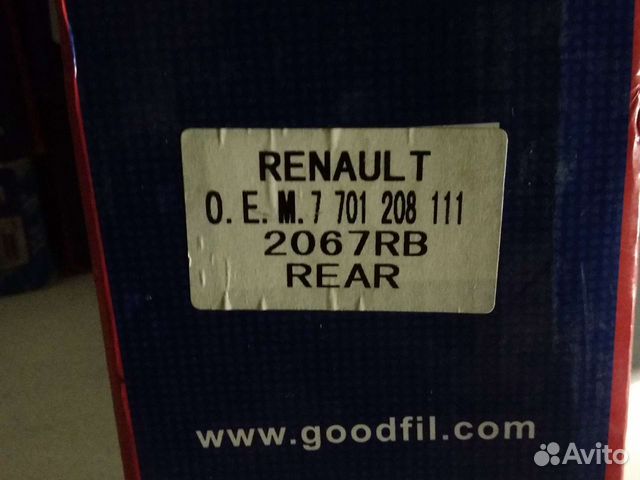 RENAULT
O.E.M.7 701 208 111
2067RB
REAR
www.goodfil.com
Avito